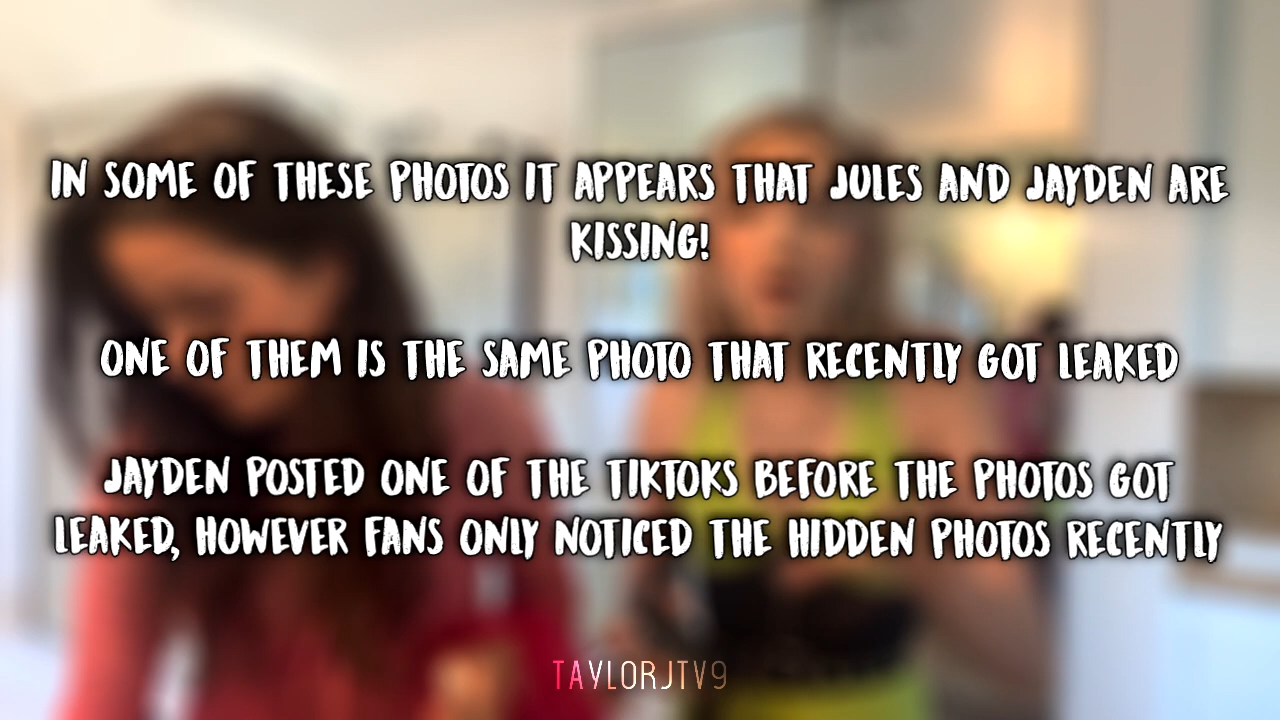 IN SOME OF THESE PHOTOS IT APPEARS THAT JULES AND JAYDEN ARE
KISSING!
ONE OF THEM IS THE SAME PHOTO THAT RECENTLY GOT LEAKED
JAYDEN POSTED ONE OF THE TIKTOKS BEFORE THE PHOTOS GOT
LEAKED, HOWEVER FANS ONLY NOTICED THE HIDDEN PHOTOS RECENTLY
TAYLORJTV9